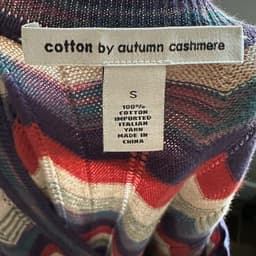 cotton by autumn cashmere
S
100%
COTTON
IMPORTED
ITALIAN
YARN
MADE IN
CHINA